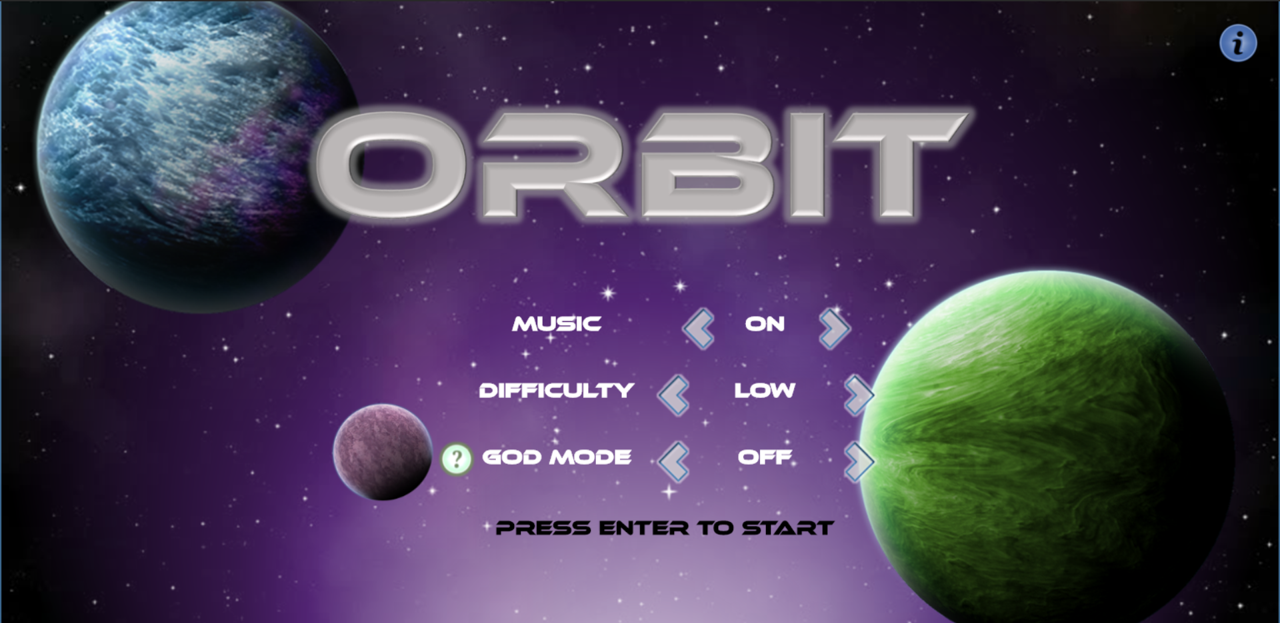 i
ORBIT
MUSIC ON
DIFFICULTY LOW
? GOD MODE OFF
PRESS ENTER TO START